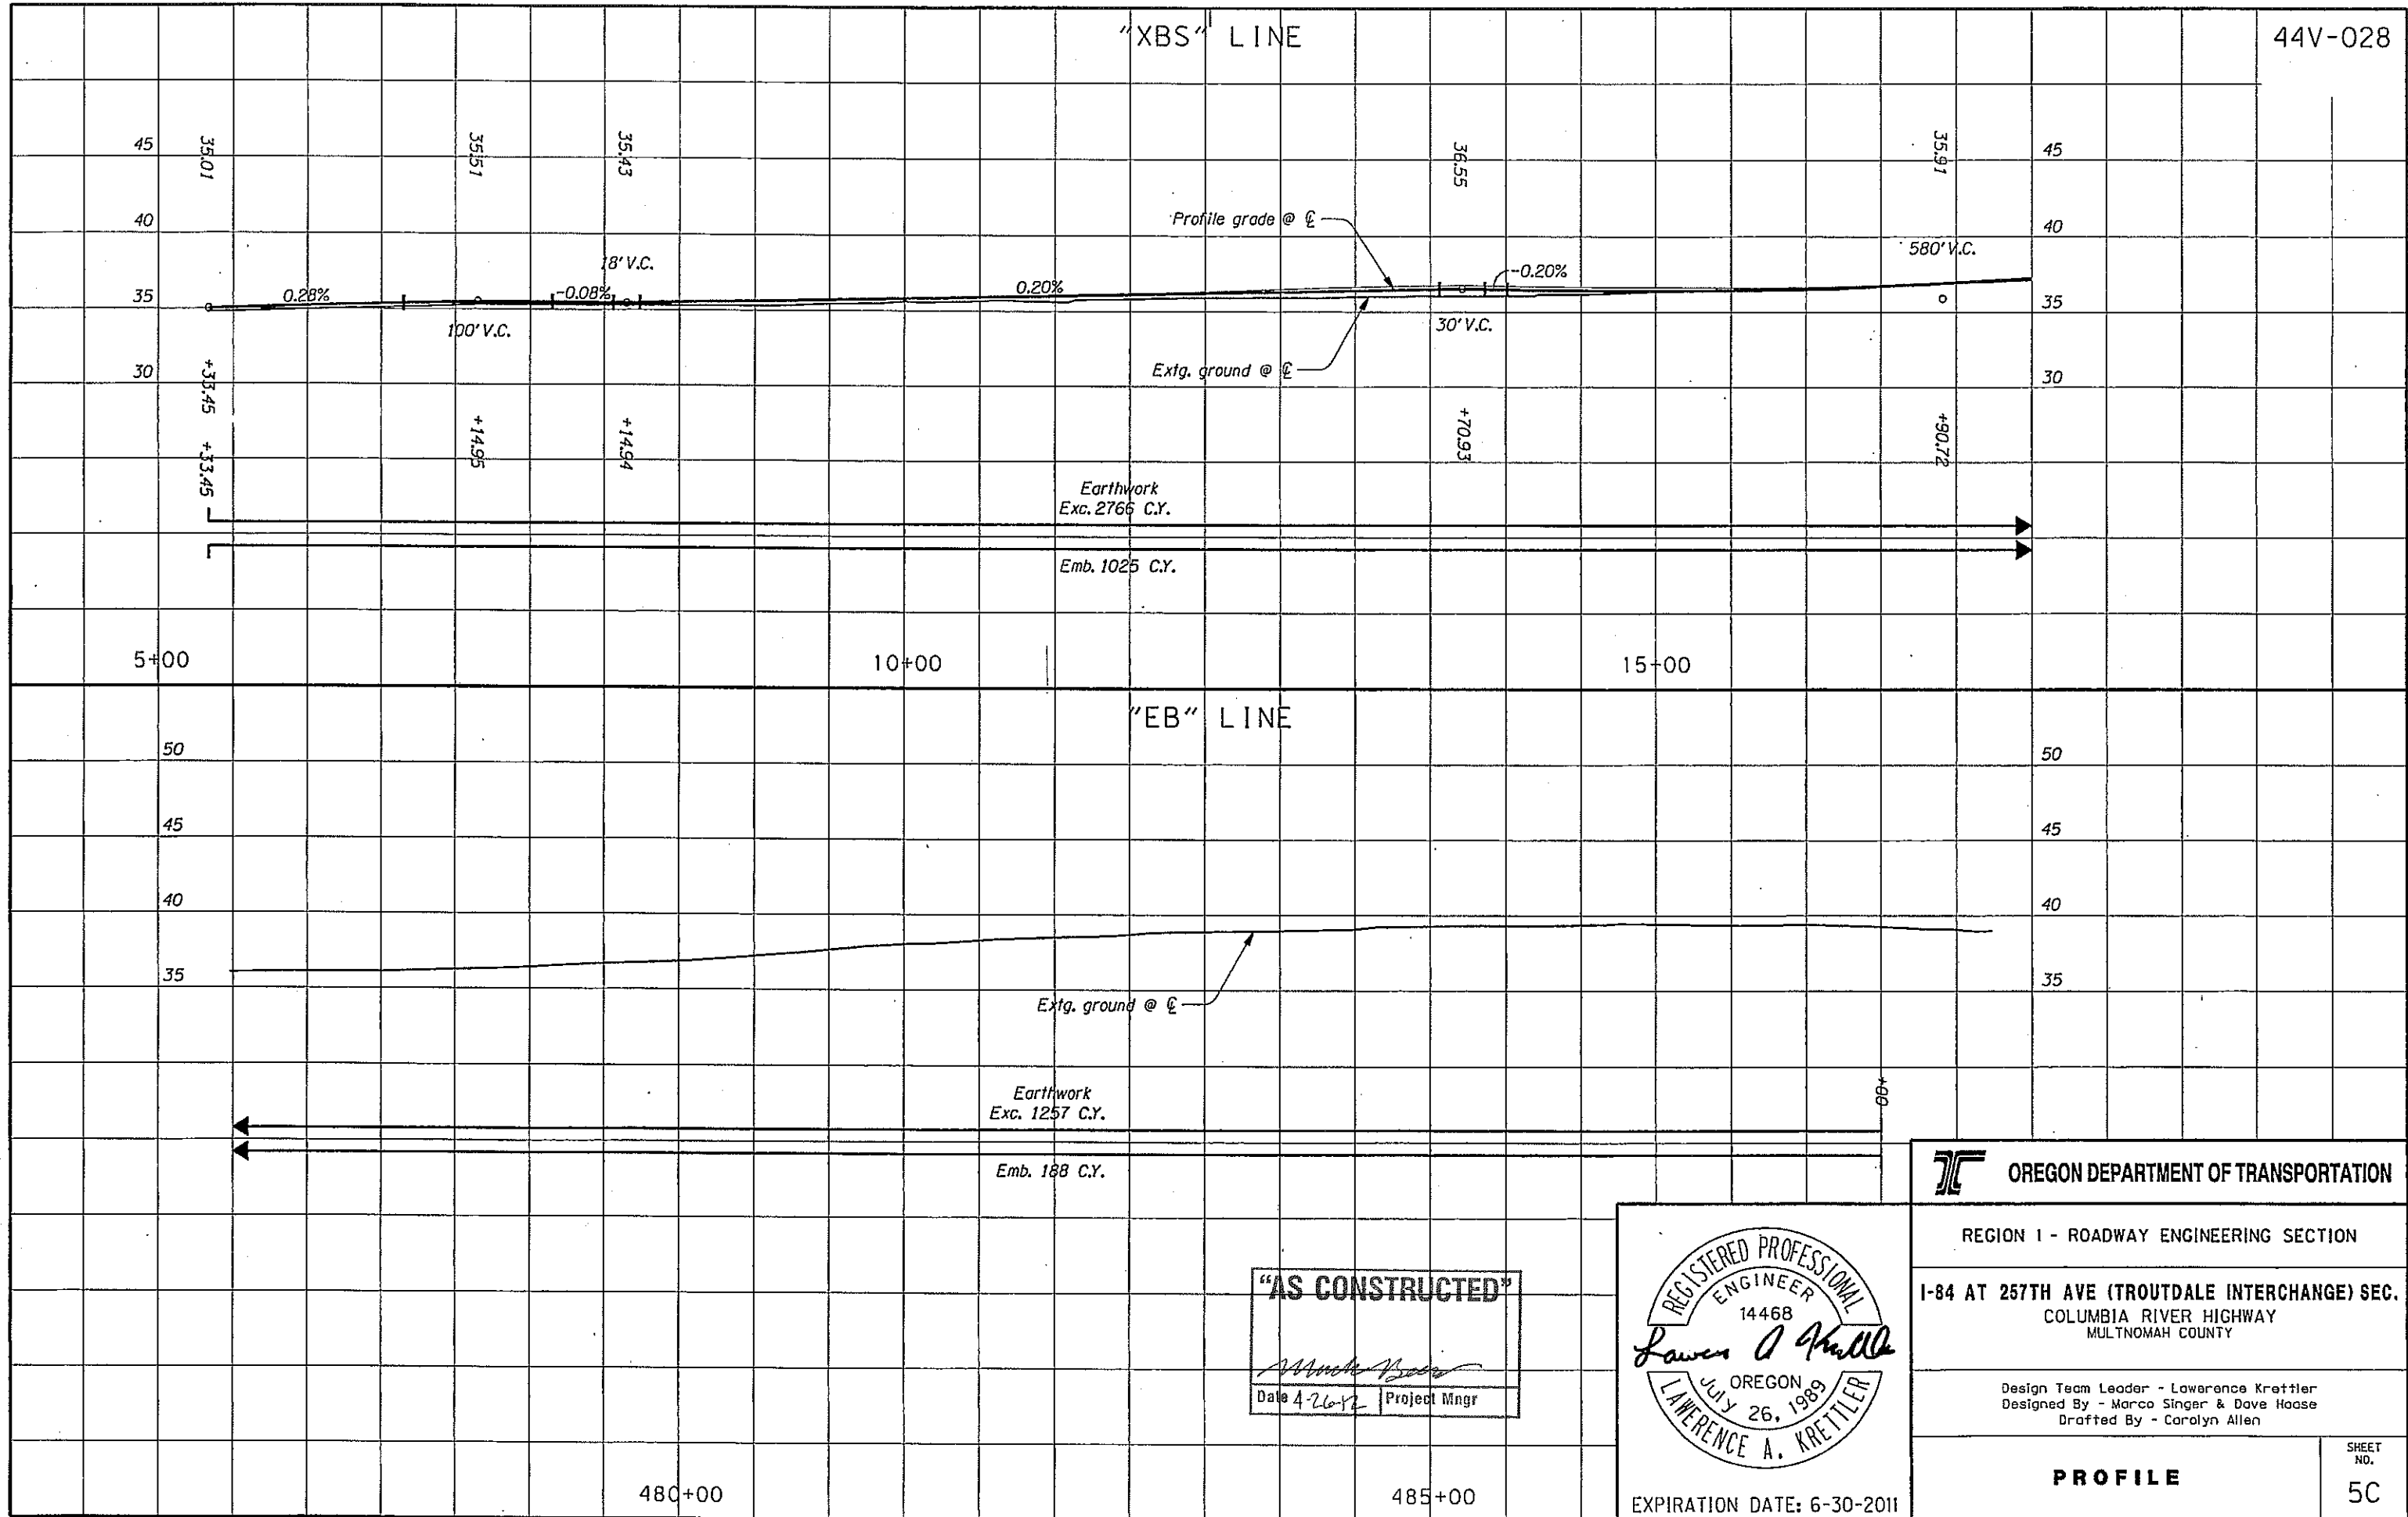 "XBS" LINE
44V-028
45
35.01
35.51
35.43
36.55
35.91
45
40
Profile grade @ ℄
40
18' V.C.
580' V.C.
35
0.28%
-0.08%
0.20%
-0.20%
35
100' V.C.
30' V.C.
30
Extg. ground @ ℄
30
+33.45
+33.45
+14.95
+14.94
+70.93
+90.72
Earthwork
Exc. 2766 C.Y.
Emb. 1025 C.Y.
5+00
10+00
15+00
"EB" LINE
50
50
45
45
40
40
35
35
Extg. ground @ ℄
Earthwork
Exc. 1257 C.Y.
+00
Emb. 188 C.Y.
480+00
485+00
"AS CONSTRUCTED"
Date 4-26-12
Project Mngr
REGISTERED PROFESSIONAL
ENGINEER
14468
OREGON
July 26, 1989
LAWERENCE A. KRETTLER
EXPIRATION DATE: 6-30-2011
OREGON DEPARTMENT OF TRANSPORTATION
REGION 1 - ROADWAY ENGINEERING SECTION
I-84 AT 257TH AVE (TROUTDALE INTERCHANGE) SEC.
COLUMBIA RIVER HIGHWAY
MULTNOMAH COUNTY
Design Team Leader - Lawerence Krettler
Designed By - Marco Singer & Dave Haase
Drafted By - Carolyn Allen
PROFILE
SHEET
NO.
5C